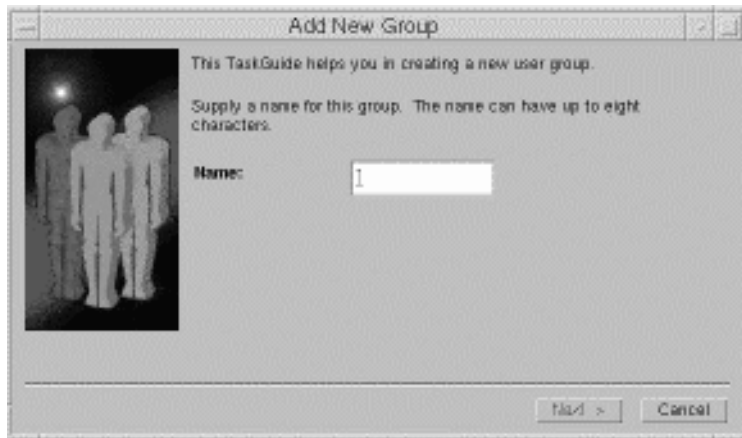 Add New Group
This TaskGuide helps you in creating a new user group.
Supply a name for this group. The name can have up to eight
characters.
Name:
Next >
Cancel